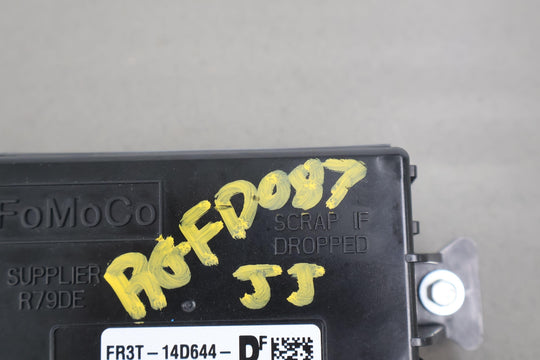 FoMoCo
SUPPLIER
R79DE
ROFD087
JJ
SCRAP IF
DROPPED
FR3T-14D644-DF